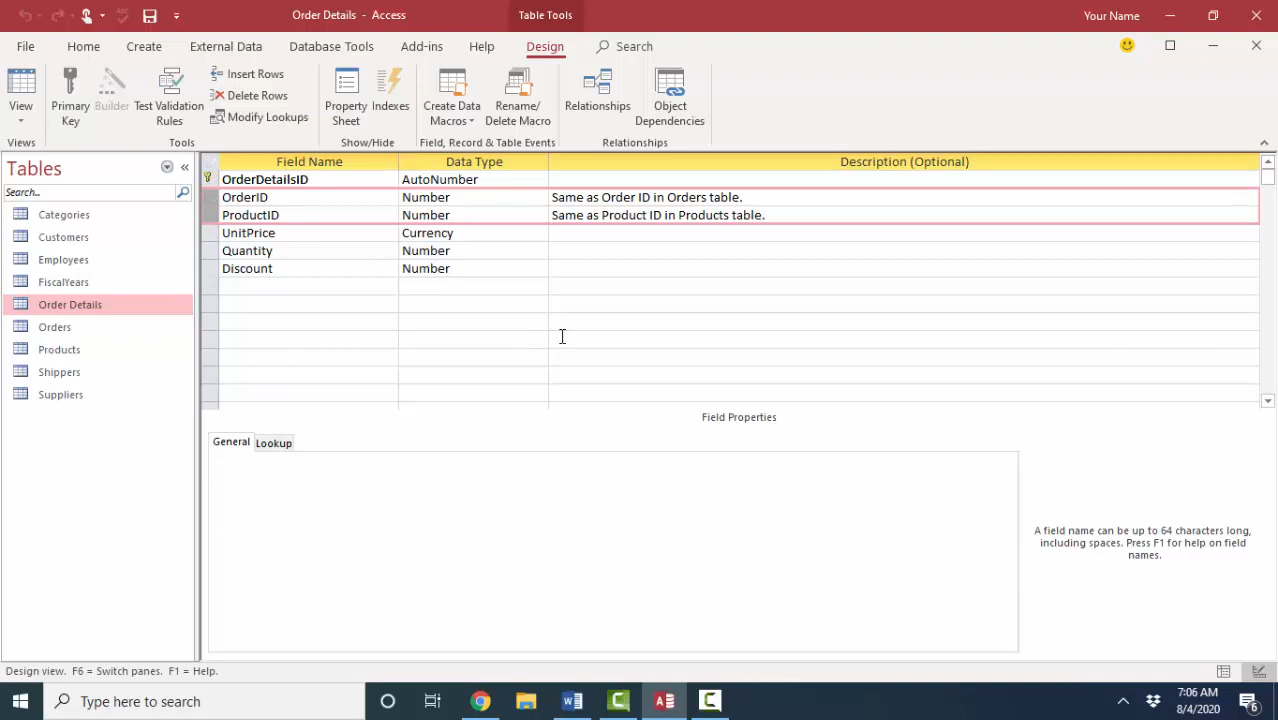 Order Details - Access
Table Tools
Your Name
File Home Create External Data Database Tools Add-ins Help Design Search
View
Primary Key
Builder
Test Validation Rules
Insert Rows
Delete Rows
Modify Lookups
Property Sheet
Indexes
Create Data Macros
Rename/ Delete Macro
Relationships
Object Dependencies
Views Tools Show/Hide Field, Record & Table Events Relationships
Tables
Search...
Categories
Customers
Employees
FiscalYears
Order Details
Orders
Products
Shippers
Suppliers
Field Name Data Type Description (Optional)
OrderDetailsID AutoNumber
OrderID Number Same as Order ID in Orders table.
ProductID Number Same as Product ID in Products table.
UnitPrice Currency
Quantity Number
Discount Number
Field Properties
General Lookup
A field name can be up to 64 characters long,
including spaces. Press F1 for help on field
names.
Design view. F6 = Switch panes. F1 = Help.
Type here to search
7:06 AM
8/4/2020
6